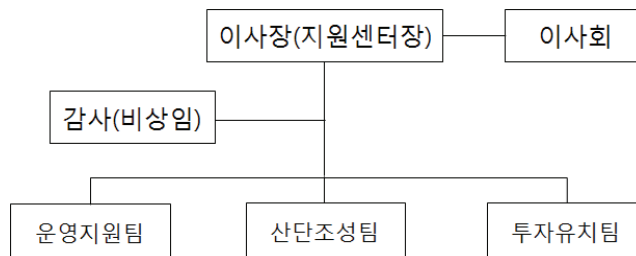 이사장(지원센터장)
이사회
감사(비상임)
운영지원팀
산단조성팀
투자유치팀